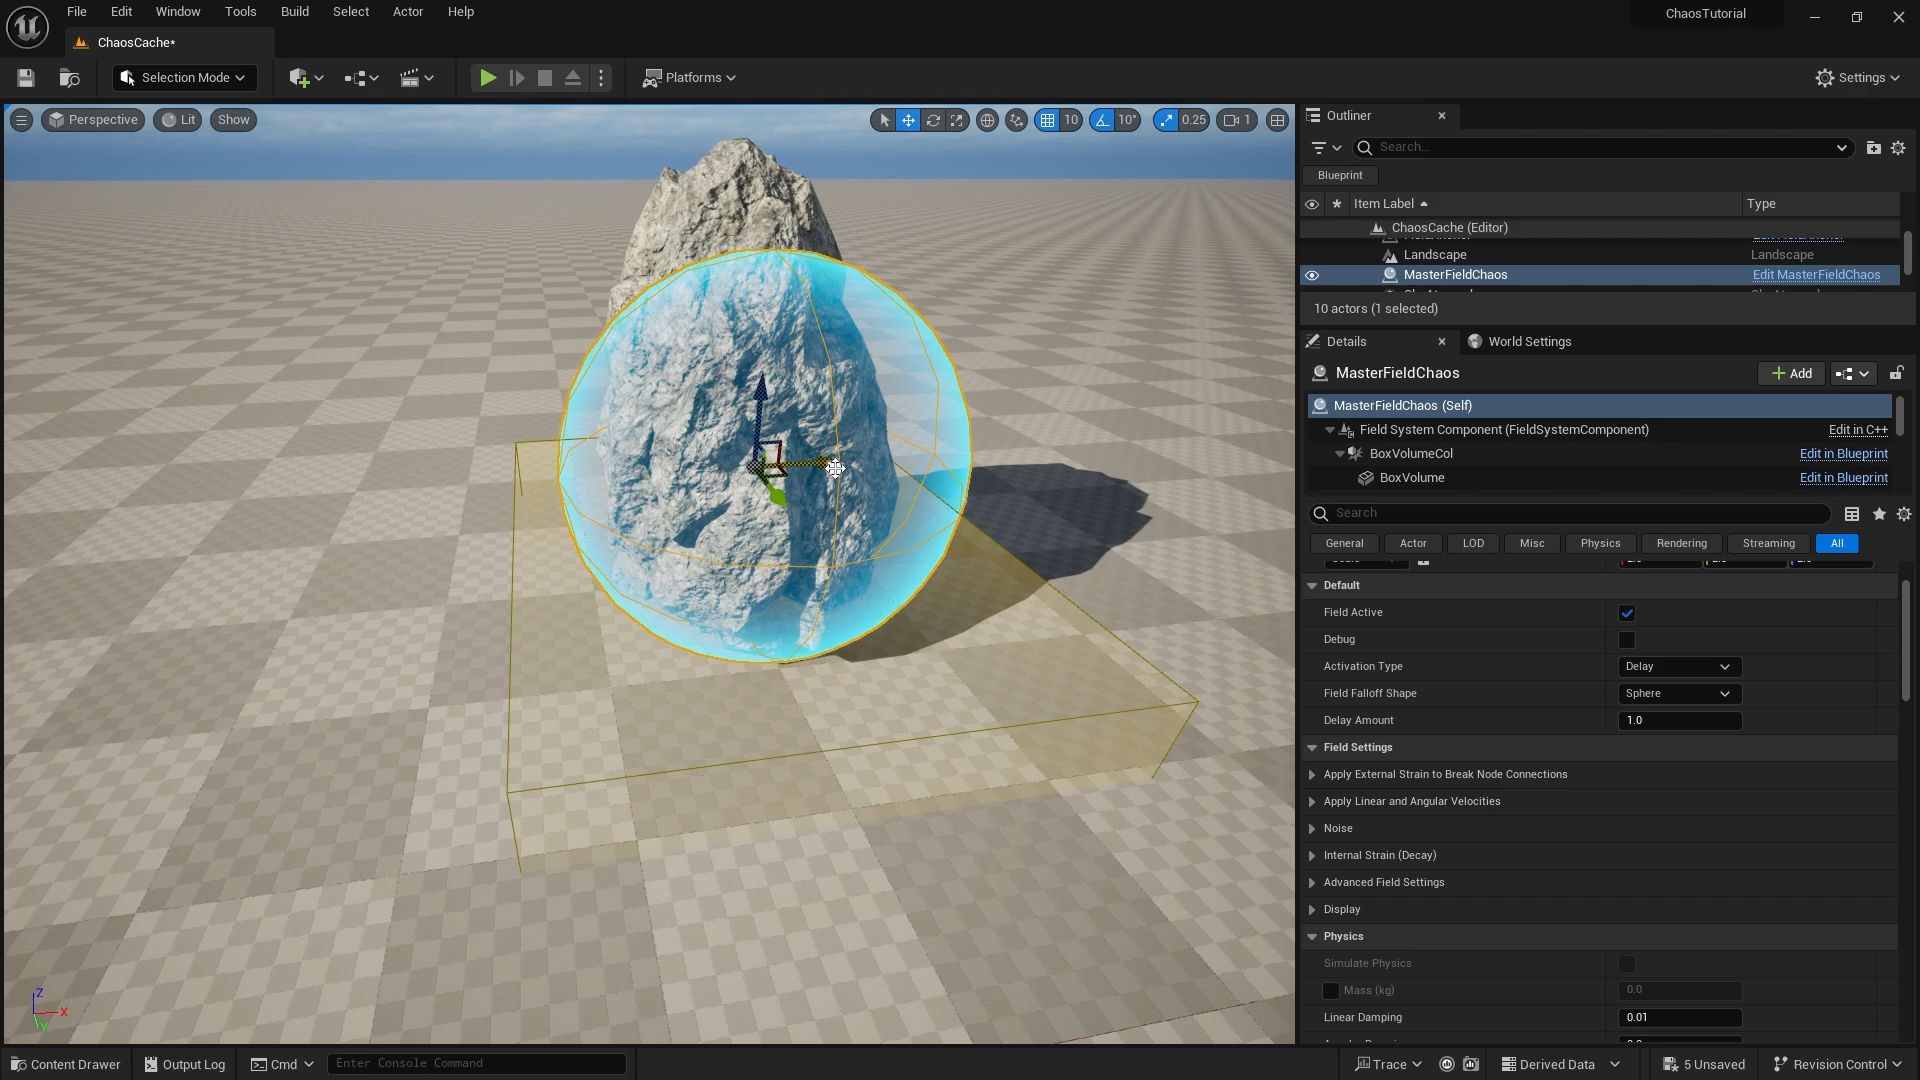 File Edit Window Tools Build Select Actor Help
ChaosTutorial
ChaosCache*
Selection Mode
Platforms
Settings
Perspective
Lit
Show
10
10°
0.25
1
Outliner
Search...
Blueprint
Item Label
Type
ChaosCache (Editor)
Landscape
Landscape
MasterFieldChaos
Edit MasterFieldChaos
10 actors (1 selected)
Details
World Settings
MasterFieldChaos
Add
MasterFieldChaos (Self)
Field System Component (FieldSystemComponent)
Edit in C++
BoxVolumeCol
Edit in Blueprint
BoxVolume
Edit in Blueprint
Search
General
Actor
LOD
Misc
Physics
Rendering
Streaming
All
Default
Field Active
Debug
Activation Type
Delay
Field Falloff Shape
Sphere
Delay Amount
1.0
Field Settings
Apply External Strain to Break Node Connections
Apply Linear and Angular Velocities
Noise
Internal Strain (Decay)
Advanced Field Settings
Display
Physics
Simulate Physics
Mass (kg)
0.0
Linear Damping
0.01
Z
X
Y
Content Drawer
Output Log
Cmd
Enter Console Command
Trace
Derived Data
5 Unsaved
Revision Control